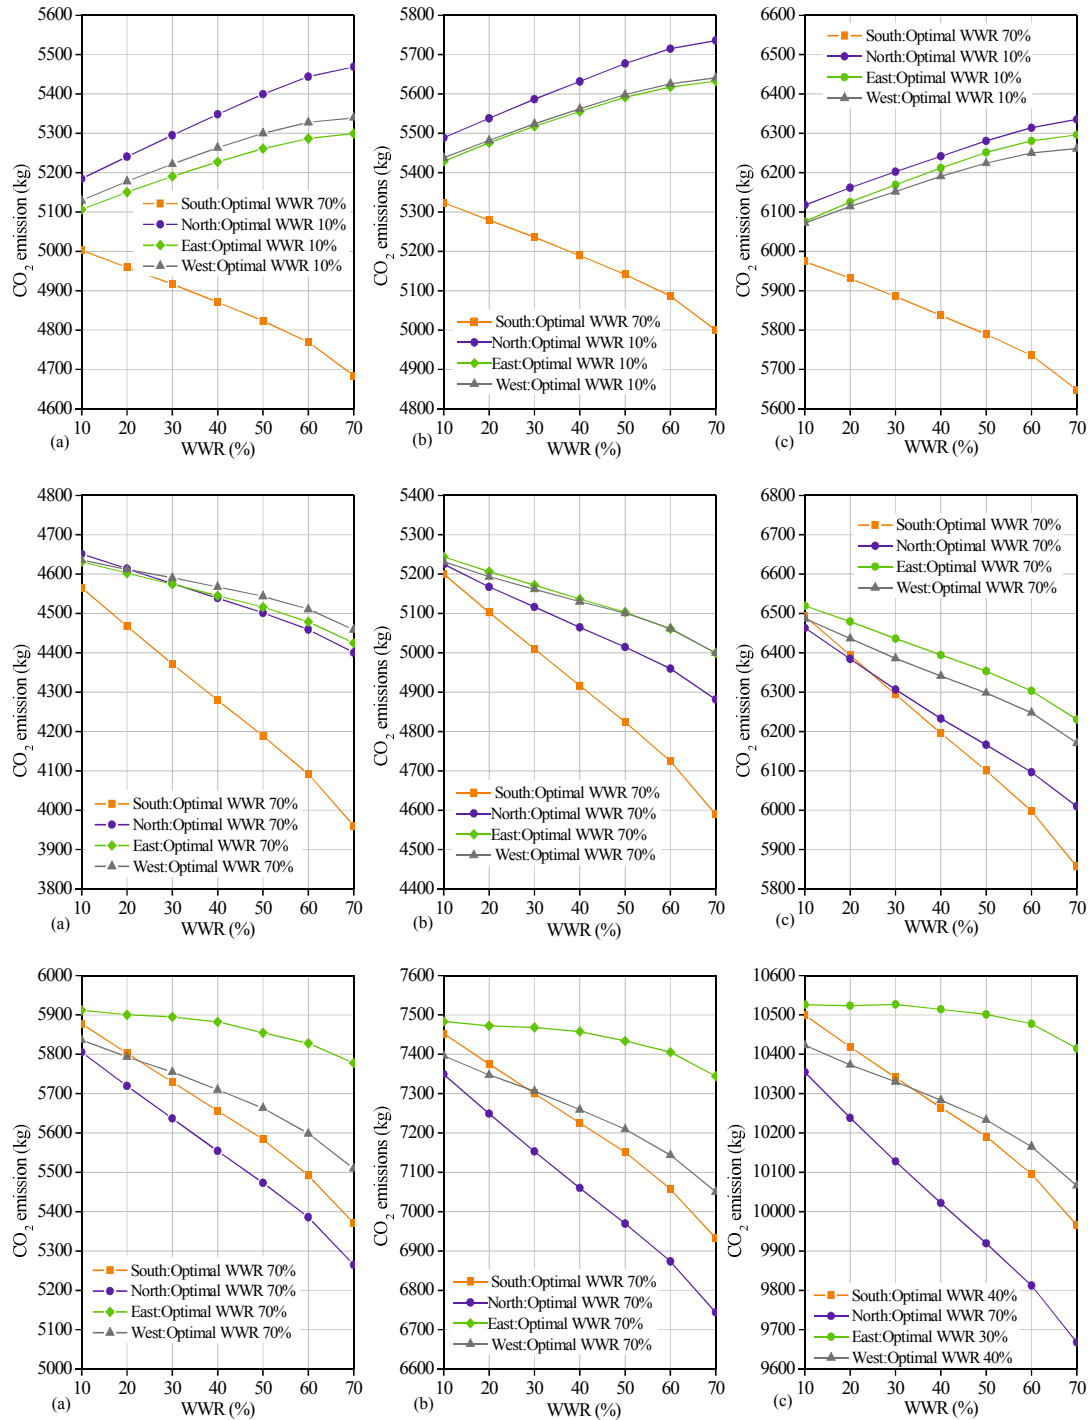 5600
5500
5400
5300
5200
5100
5000
4900
4800
4700
4600
CO2 emission (kg)
South:Optimal WWR 70%
North:Optimal WWR 10%
East:Optimal WWR 10%
West:Optimal WWR 10%
10 20 30 40 50 60 70
(a)
WWR (%)
5800
5700
5600
5500
5400
5300
5200
5100
5000
4900
4800
CO2 emissions (kg)
South:Optimal WWR 70%
North:Optimal WWR 10%
East:Optimal WWR 10%
West:Optimal WWR 10%
10 20 30 40 50 60 70
(b)
WWR (%)
6600
6500
6400
6300
6200
6100
6000
5900
5800
5700
5600
CO2 emission (kg)
South:Optimal WWR 70%
North:Optimal WWR 10%
East:Optimal WWR 10%
West:Optimal WWR 10%
10 20 30 40 50 60 70
(c)
WWR (%)
4800
4700
4600
4500
4400
4300
4200
4100
4000
3900
3800
CO2 emission (kg)
South:Optimal WWR 70%
North:Optimal WWR 70%
East:Optimal WWR 70%
West:Optimal WWR 70%
10 20 30 40 50 60 70
(a)
WWR (%)
5400
5300
5200
5100
5000
4900
4800
4700
4600
4500
4400
CO2 emissions (kg)
South:Optimal WWR 70%
North:Optimal WWR 70%
East:Optimal WWR 70%
West:Optimal WWR 70%
10 20 30 40 50 60 70
(b)
WWR (%)
6800
6700
6600
6500
6400
6300
6200
6100
6000
5900
5800
CO2 emission (kg)
South:Optimal WWR 70%
North:Optimal WWR 70%
East:Optimal WWR 70%
West:Optimal WWR 70%
10 20 30 40 50 60 70
(c)
WWR (%)
6000
5900
5800
5700
5600
5500
5400
5300
5200
5100
5000
CO2 emission (kg)
South:Optimal WWR 70%
North:Optimal WWR 70%
East:Optimal WWR 70%
West:Optimal WWR 70%
10 20 30 40 50 60 70
(a)
WWR (%)
7600
7500
7400
7300
7200
7100
7000
6900
6800
6700
6600
CO2 emissions (kg)
South:Optimal WWR 70%
North:Optimal WWR 70%
East:Optimal WWR 70%
West:Optimal WWR 70%
10 20 30 40 50 60 70
(b)
WWR (%)
10600
10500
10400
10300
10200
10100
10000
9900
9800
9700
9600
CO2 emission (kg)
South:Optimal WWR 40%
North:Optimal WWR 70%
East:Optimal WWR 30%
West:Optimal WWR 40%
10 20 30 40 50 60 70
(c)
WWR (%)